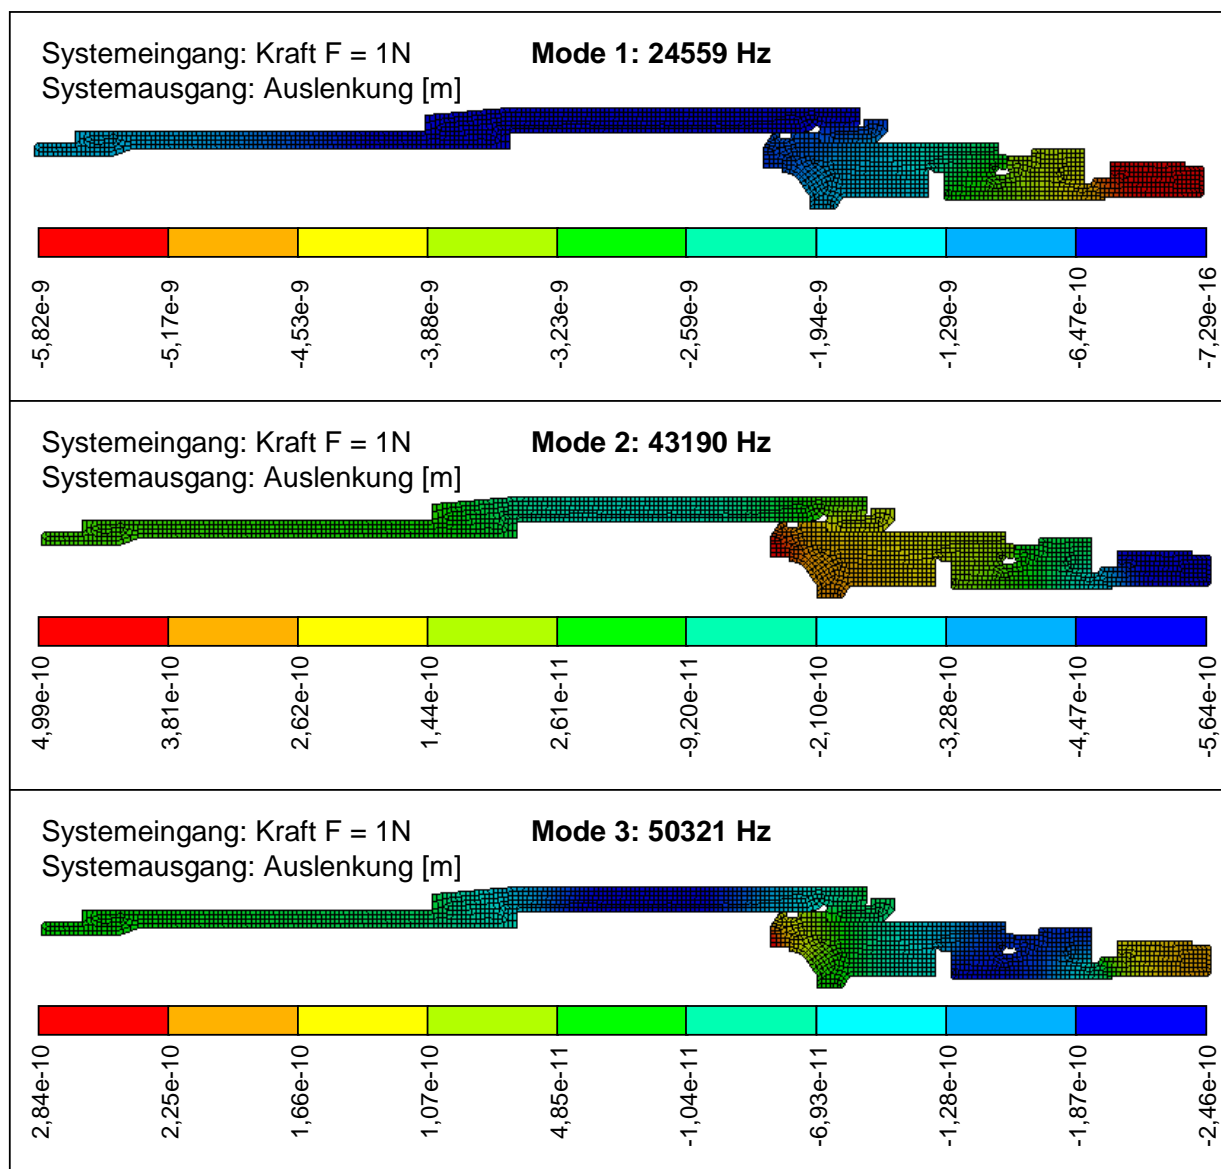 Systemeingang: Kraft F = 1N Mode 1: 24559 Hz
Systemausgang: Auslenkung [m]
-5,82e-9 -5,17e-9 -4,53e-9 -3,88e-9 -3,23e-9 -2,59e-9 -1,94e-9 -1,29e-9 -6,47e-10 -7,29e-16
Systemeingang: Kraft F = 1N Mode 2: 43190 Hz
Systemausgang: Auslenkung [m]
4,99e-10 3,81e-10 2,62e-10 1,44e-10 2,61e-11 -9,20e-11 -2,10e-10 -3,28e-10 -4,47e-10 -5,64e-10
Systemeingang: Kraft F = 1N Mode 3: 50321 Hz
Systemausgang: Auslenkung [m]
2,84e-10 2,25e-10 1,66e-10 1,07e-10 4,85e-11 -1,04e-11 -6,93e-11 -1,28e-10 -1,87e-10 -2,46e-10